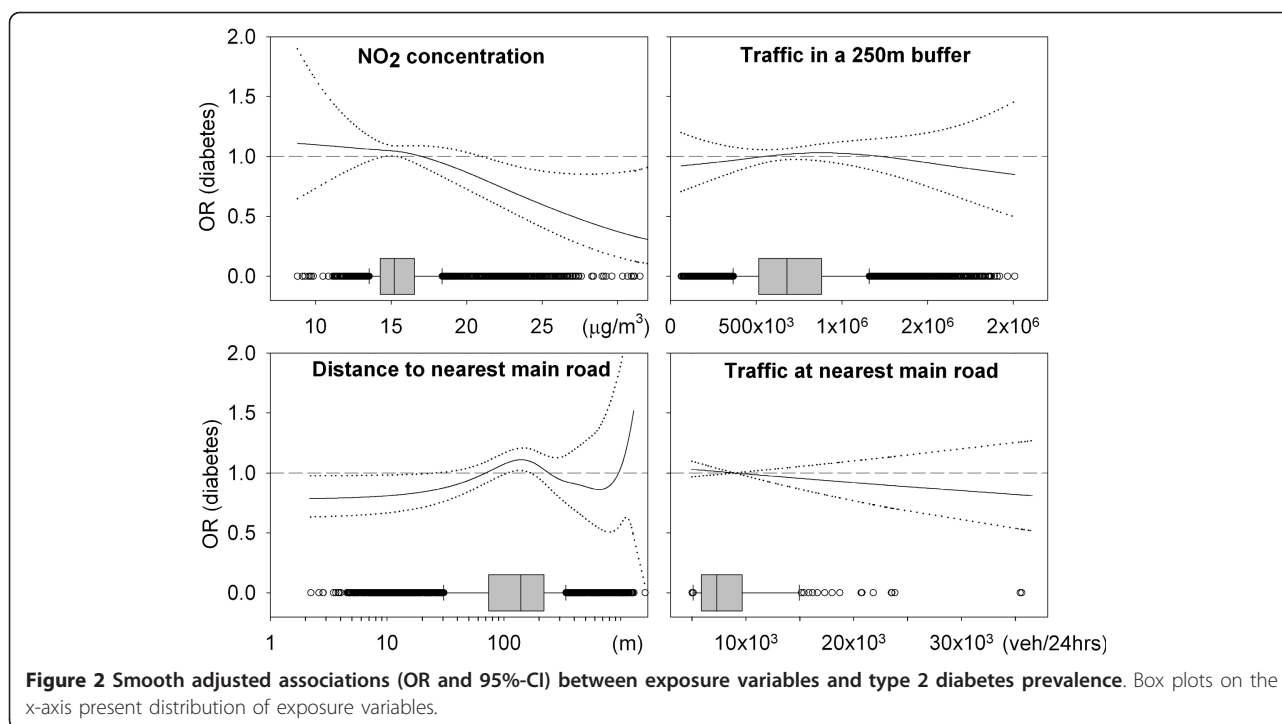 2.0
NO2 concentration
Traffic in a 250m buffer
1.5
OR (diabetes)
1.0
0.5
0.0
10 15 20 25 (μg/m³)
0 500x10³ 1x10⁶ 2x10⁶ 2x10⁶
2.0
Distance to nearest main road
Traffic at nearest main road
1.5
OR (diabetes)
1.0
0.5
0.0
1 10 100 (m)
10x10³ 20x10³ 30x10³ (veh/24hrs)
Figure 2 Smooth adjusted associations (OR and 95%-CI) between exposure variables and type 2 diabetes prevalence. Box plots on the
x-axis present distribution of exposure variables.